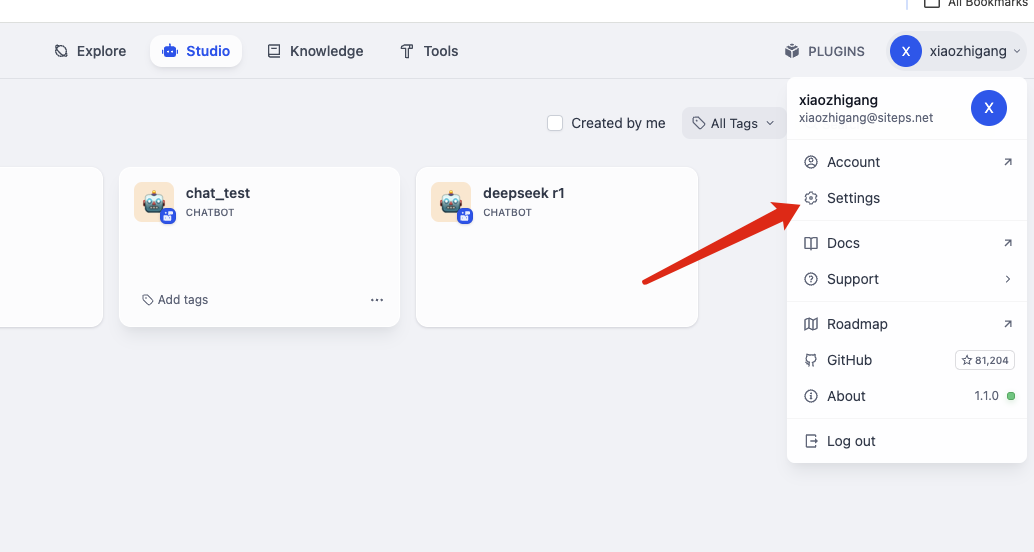 All Bookmarks
Explore
Studio
Knowledge
Tools
PLUGINS
X
xiaozhigang
xiaozhigang
xiaozhigang@siteps.net
X
Created by me
All Tags
Account
Settings
chat_test
CHATBOT
deepseek r1
CHATBOT
Docs
Support
Add tags
Roadmap
GitHub
81,204
About
1.1.0
Log out